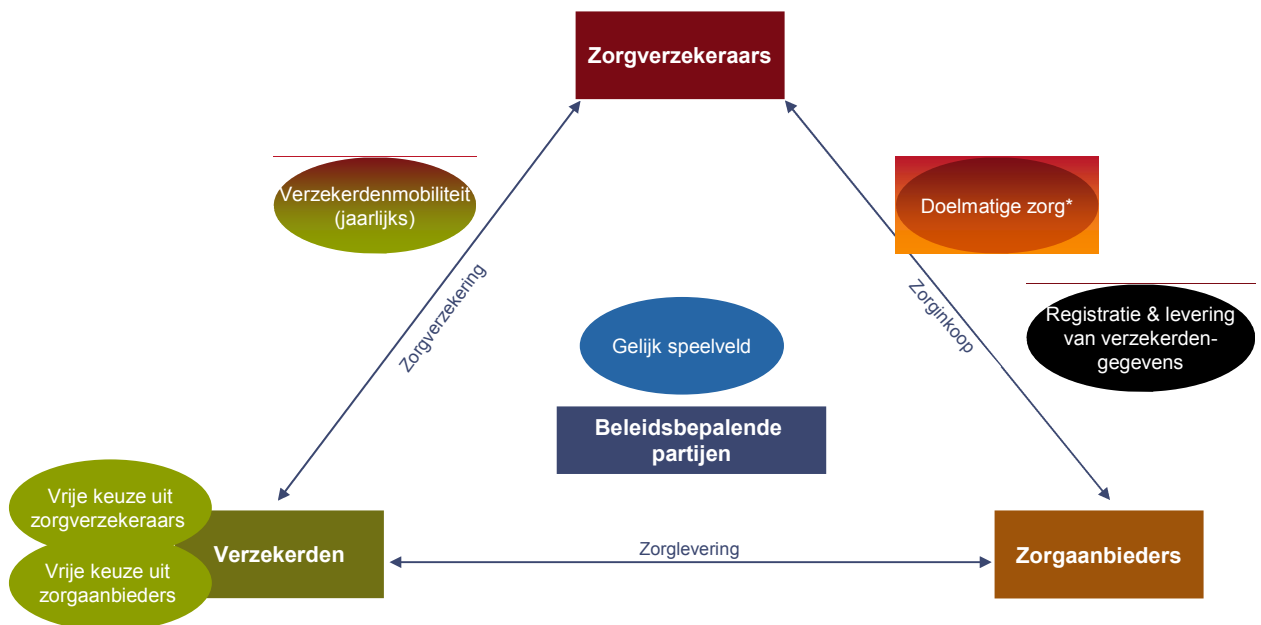 Zorgverzekeraars
Verzekerdenmobiliteit
(jaarlijks)
Doelmatige zorg*
Zorgverzekering
Zorginkoop
Registratie & levering
van verzekerden-
gegevens
Gelijk speelveld
Beleidsbepalende
partijen
Vrije keuze uit
zorgverzekeraars
Verzekerden
Vrije keuze uit
zorgaanbieders
Zorglevering
Zorgaanbieders